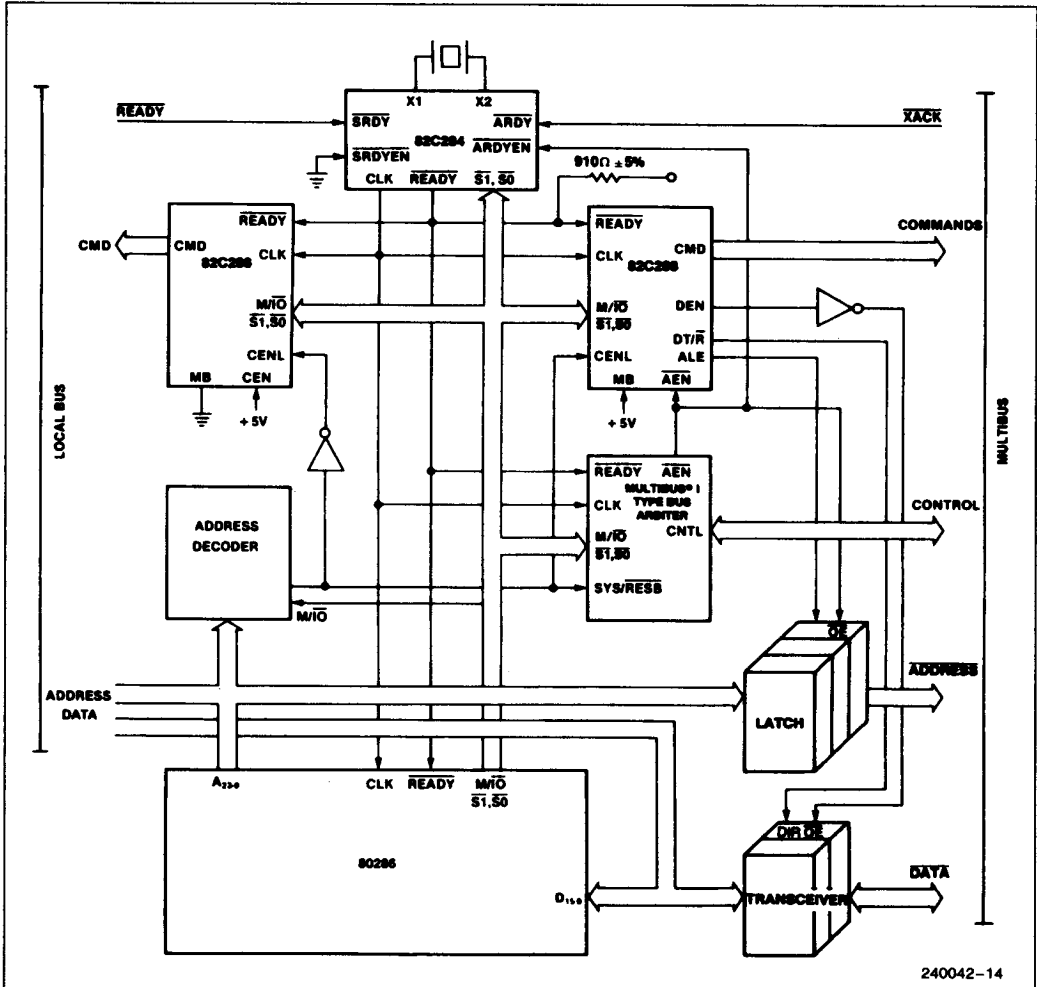 X1 X2
READY
SRDY
ARDY
XACK
82C284
SRDYEN
ARDYEN
CLK READY S1, S0
910Ω ± 5%
READY
READY
COMMANDS
CMD
CMD
CLK
82C288
CLK
CMD
82C288
M/IO
S1,S0
M/IO
S1,S0
DEN
DT/R
CENL
CENL
ALE
MB
CEN
+ 5V
MB
AEN
+ 5V
LOCAL BUS
MULTIBUS
ADDRESS
DECODER
M/IO
READY AEN
MULTIBUS® I
TYPE BUS
ARBITER
CLK
CNTL
CONTROL
M/IO
S1,S0
SYS/RESB
OE
ADDRESS
DATA
LATCH
ADDRESS
A23-0
CLK
READY
M/IO
S1,S0
80286
D15-0
DIR OE
TRANSCEIVER
DATA
240042-14